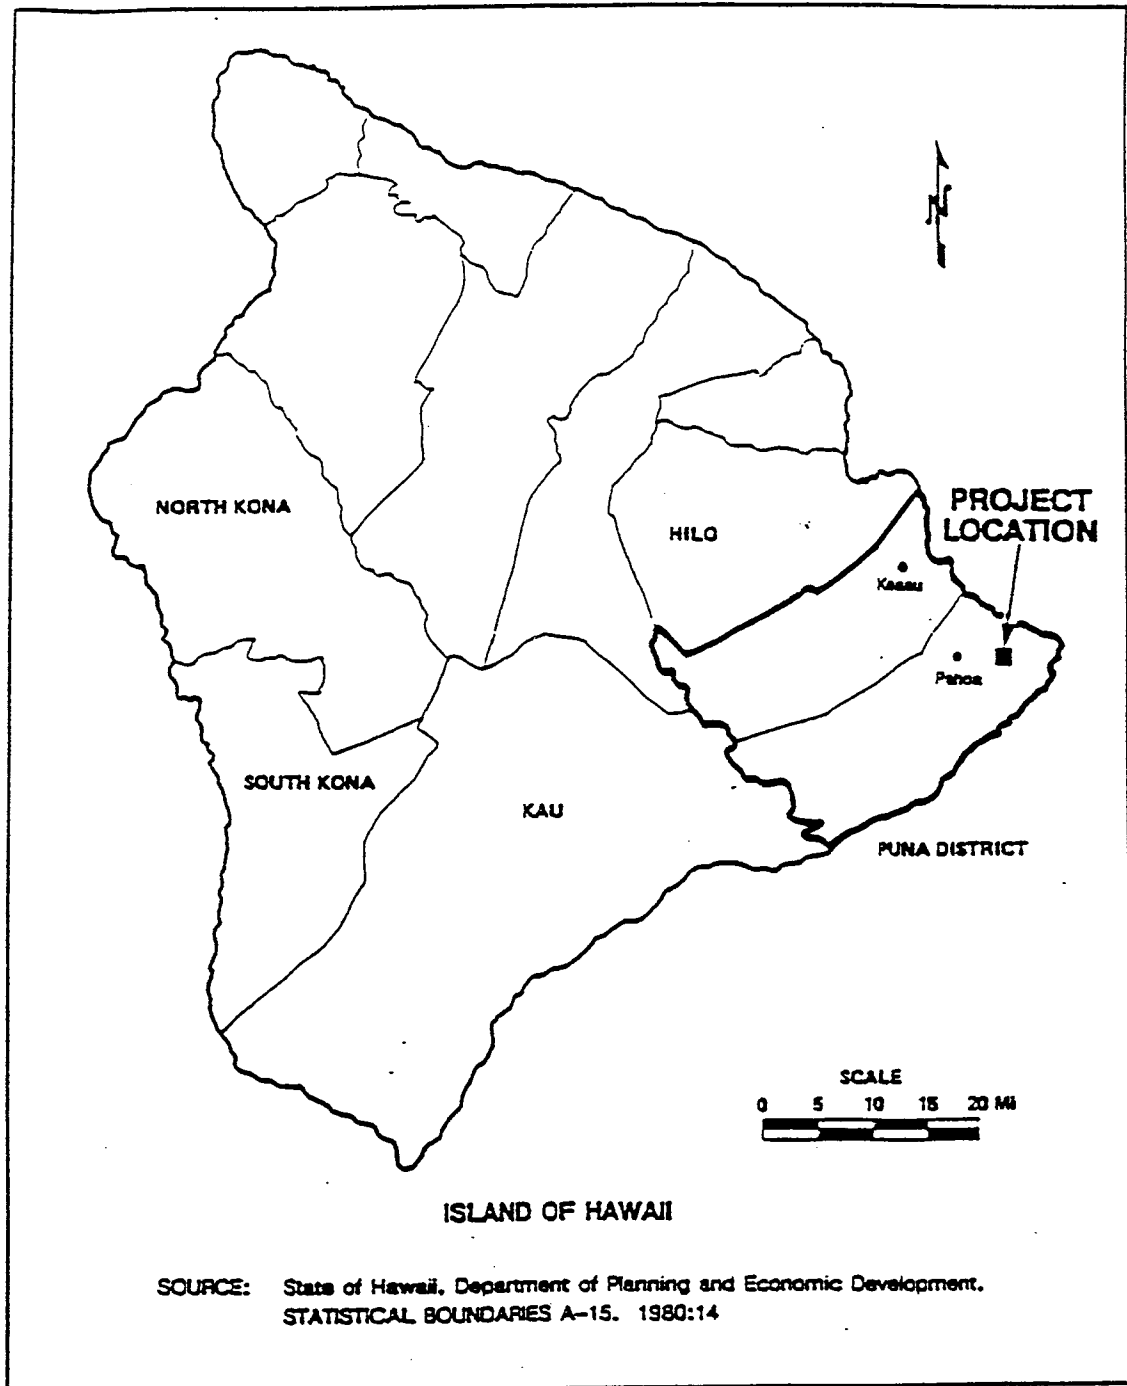 N
PROJECT
LOCATION
NORTH KONA
HILO
Keaau
Pahoa
SOUTH KONA
KAU
PUNA DISTRICT
SCALE
0 5 10 15 20 Mi
ISLAND OF HAWAII
SOURCE: State of Hawaii, Department of Planning and Economic Development.
STATISTICAL BOUNDARIES A-15. 1980:14